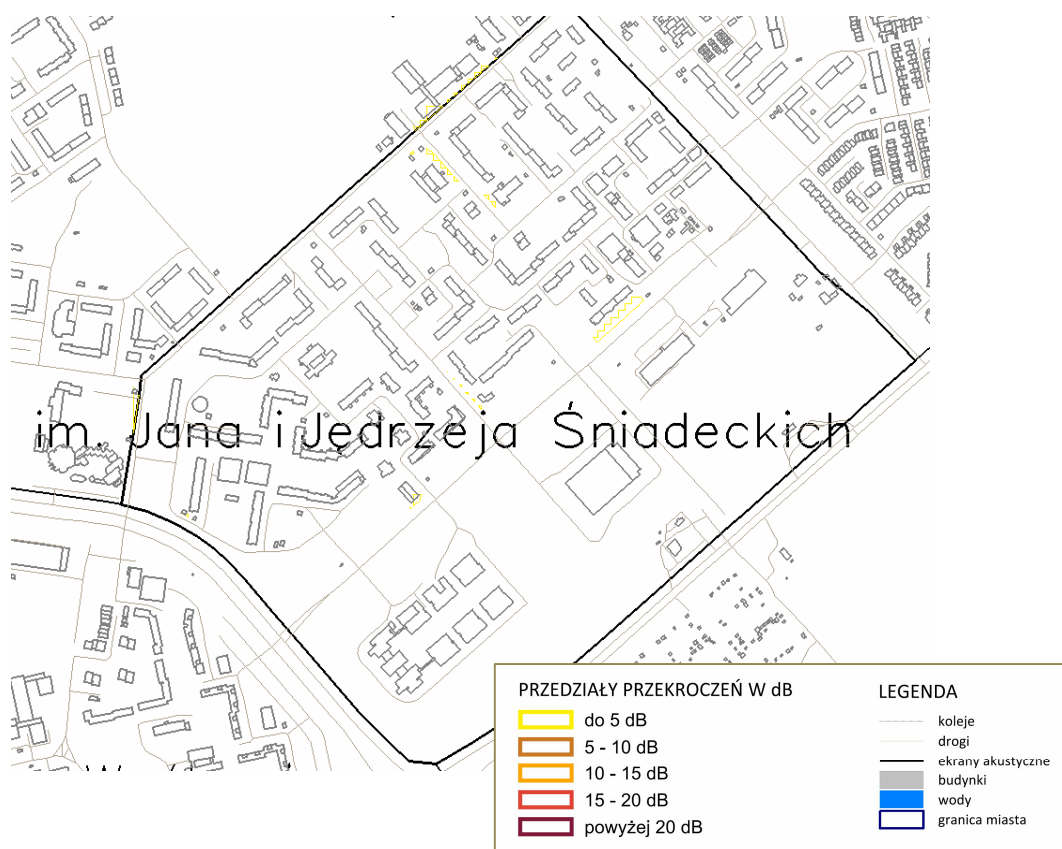 im. Jana i Jędrzeja Śniadeckich
PRZEDZIAŁY PRZEKROCZEŃ W dB
do 5 dB
5 - 10 dB
10 - 15 dB
15 - 20 dB
powyżej 20 dB
LEGENDA
koleje
drogi
ekrany akustyczne
budynki
wody
granica miasta